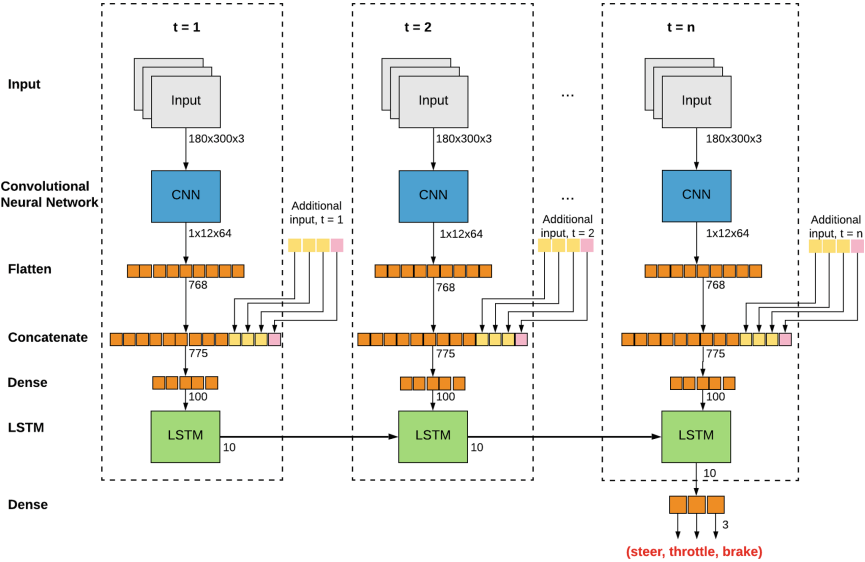 t = 1
t = 2
t = n
Input
Input
Input
...
Input
180x300x3
180x300x3
180x300x3
Convolutional
Neural Network
CNN
CNN
...
CNN
Additional
input, t = 1
Additional
input, t = 2
Additional
input, t = n
1x12x64
1x12x64
1x12x64
Flatten
768
768
768
Concatenate
775
775
775
Dense
100
100
100
LSTM
LSTM
LSTM
LSTM
10
10
10
Dense
3
(steer, throttle, brake)